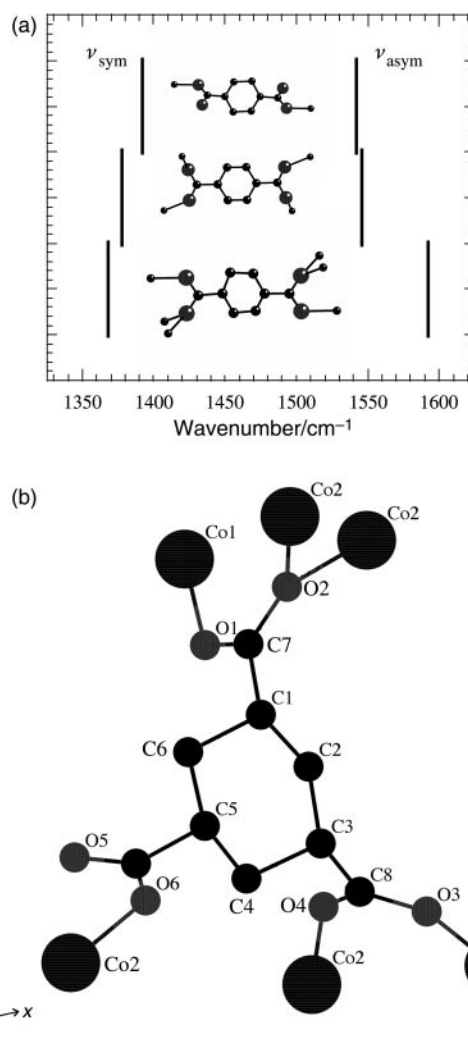 (a)
νsym
νasym
1350 1400 1450 1500 1550 1600
Wavenumber/cm⁻¹
(b)
Co2
Co2
Co1
O2
O1
C7
C1
C6
C2
C5
C3
O5
C8
O6
C4
O4
O3
Co2
Co2
x